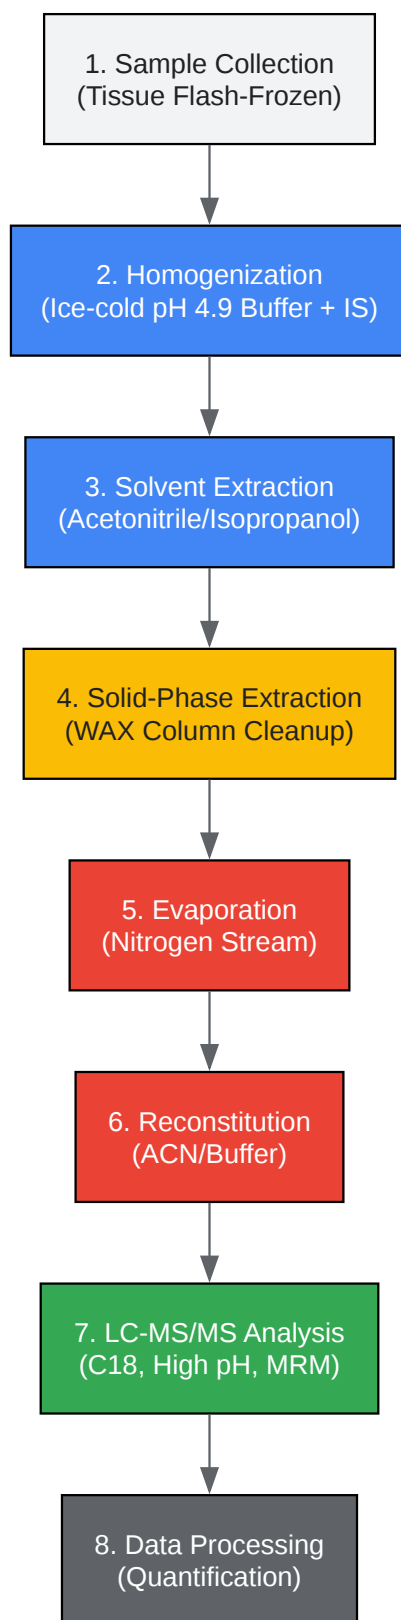 1. Sample Collection
(Tissue Flash-Frozen)
2. Homogenization
(Ice-cold pH 4.9 Buffer + IS)
3. Solvent Extraction
(Acetonitrile/Isopropanol)
4. Solid-Phase Extraction
(WAX Column Cleanup)
5. Evaporation
(Nitrogen Stream)
6. Reconstitution
(ACN/Buffer)
7. LC-MS/MS Analysis
(C18, High pH, MRM)
8. Data Processing
(Quantification)